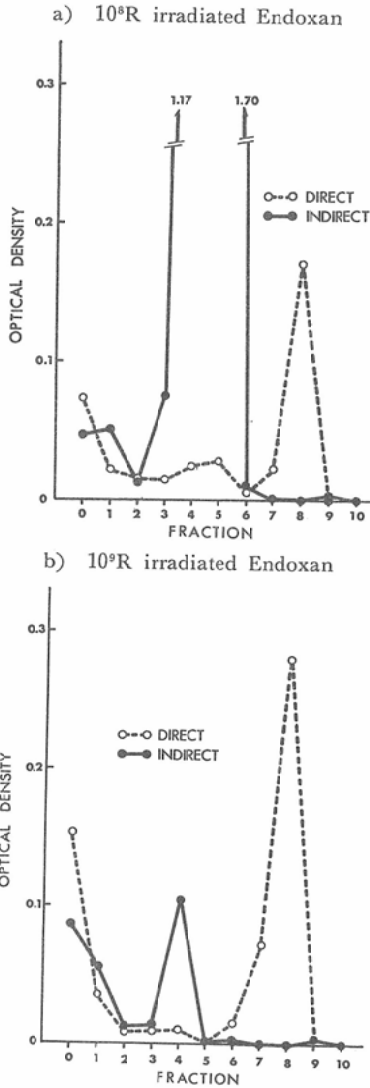 a) 10⁸R irradiated Endoxan
1.17
1.70
0.3
DIRECT
INDIRECT
0.2
OPTICAL DENSITY
0.1
0
0 1 2 3 4 5 6 7 8 9 10
FRACTION
b) 10⁹R irradiated Endoxan
0.3
DIRECT
INDIRECT
0.2
OPTICAL DENSITY
0.1
0
0 1 2 3 4 5 6 7 8 9 10
FRACTION